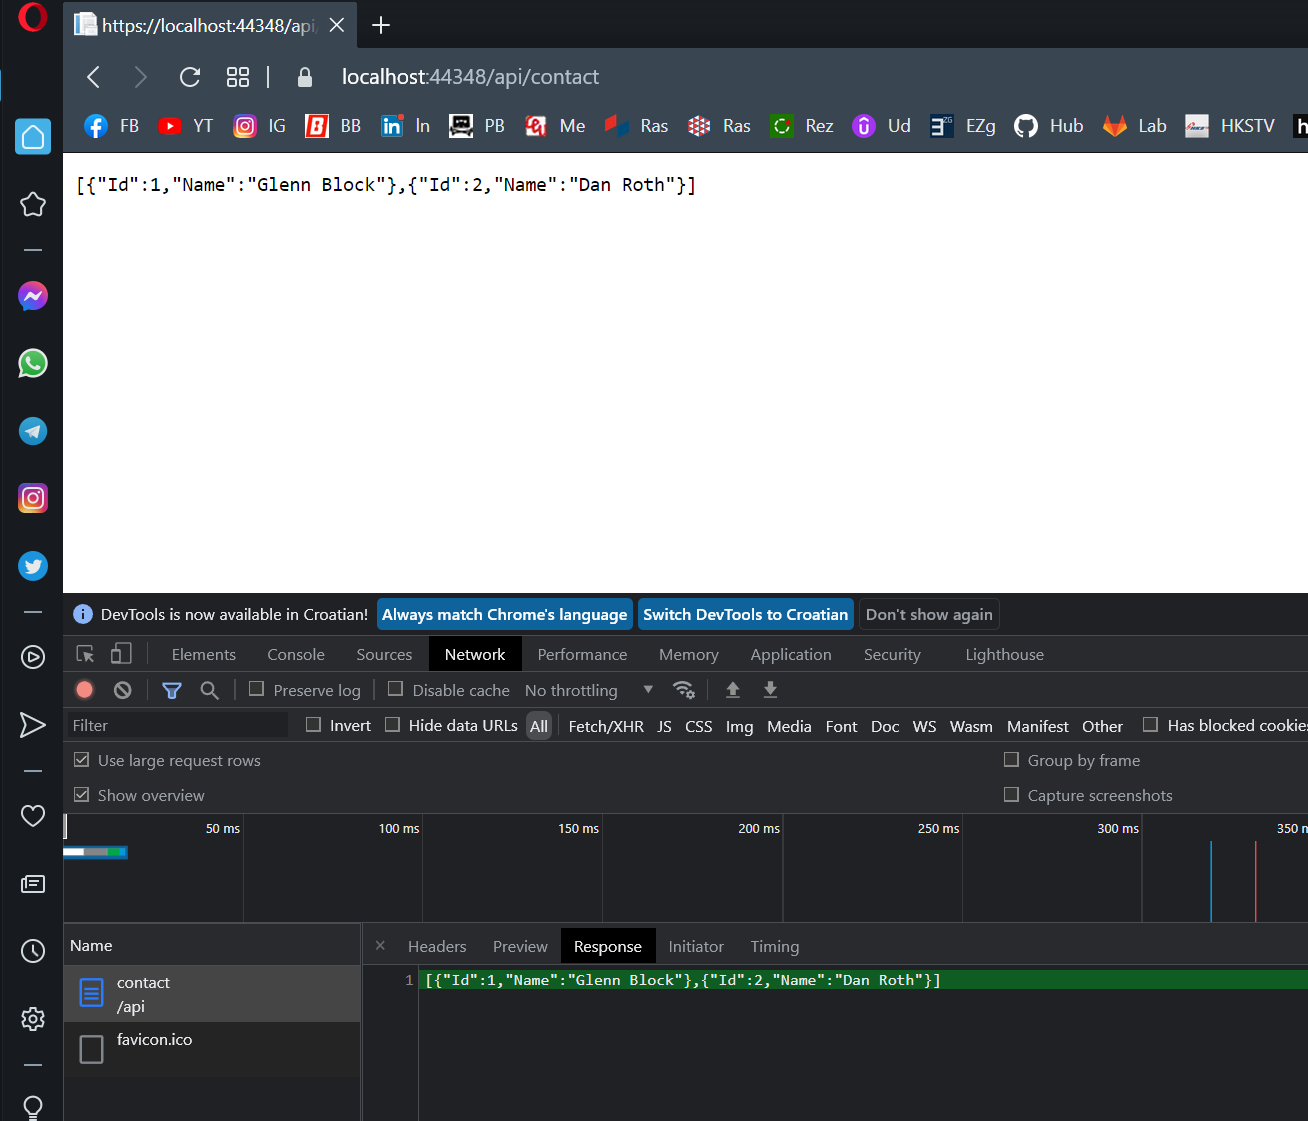 https://localhost:44348/api
localhost:44348/api/contact
FB YT IG BB In PB Me Ras Ras Rez Ud EZg Hub Lab HKSTV
[{"Id":1,"Name":"Glenn Block"},{"Id":2,"Name":"Dan Roth"}]
DevTools is now available in Croatian! Always match Chrome's language Switch DevTools to Croatian Don't show again
Elements Console Sources Network Performance Memory Application Security Lighthouse
Preserve log Disable cache No throttling
Filter Invert Hide data URLs All Fetch/XHR JS CSS Img Media Font Doc WS Wasm Manifest Other Has blocked cookies
Use large request rows Group by frame
Show overview Capture screenshots
50 ms 100 ms 150 ms 200 ms 250 ms 300 ms 350 m
Name Headers Preview Response Initiator Timing
contact
/api
favicon.ico
1 [{"Id":1,"Name":"Glenn Block"},{"Id":2,"Name":"Dan Roth"}]